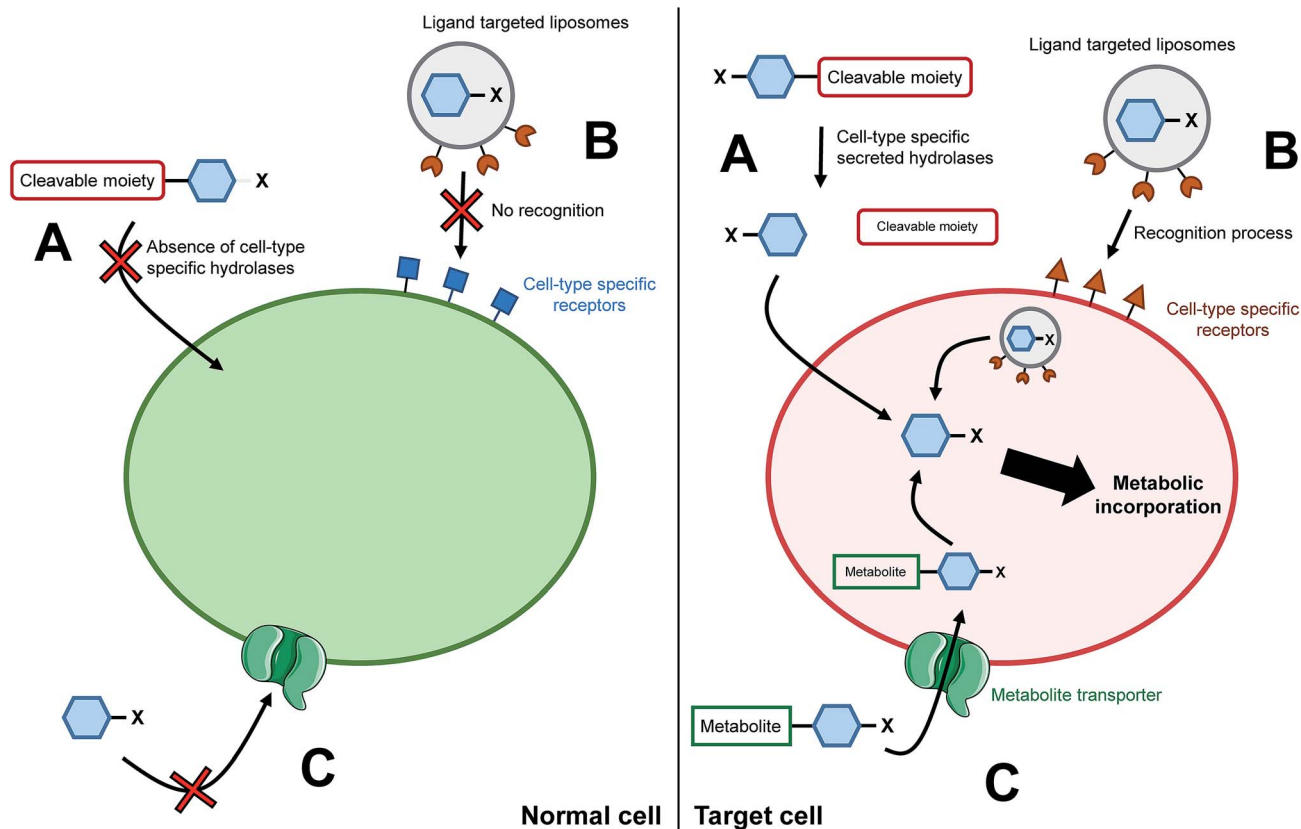 Ligand targeted liposomes
X
B
Cleavable moiety
X
A
No recognition
Absence of cell-type
specific hydrolases
Cell-type specific
receptors
X
C
Normal cell
X
Cleavable moiety
Ligand targeted liposomes
X
A
Cell-type specific
secreted hydrolases
B
X
Cleavable moiety
Recognition process
Cell-type specific
receptors
X
X
Metabolic
incorporation
Metabolite
X
Metabolite transporter
Metabolite
X
C
Target cell